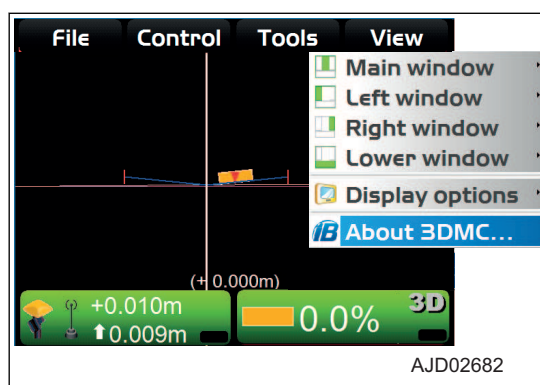 File Control Tools View
Main window
Left window
Right window
Lower window
Display options
iB About 3DMC...
(+ 0.000m)
+0.010m
0.009m
0.0%
3D
AJD02682